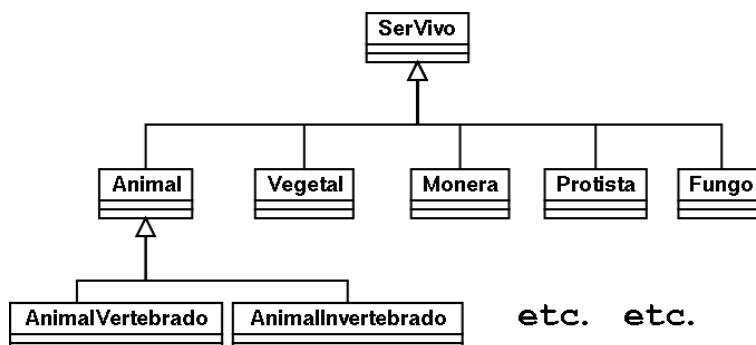 SerVivo
Animal Vegetal Monera Protista Fungo
AnimalVertebrado AnimalInvertebrado etc. etc.